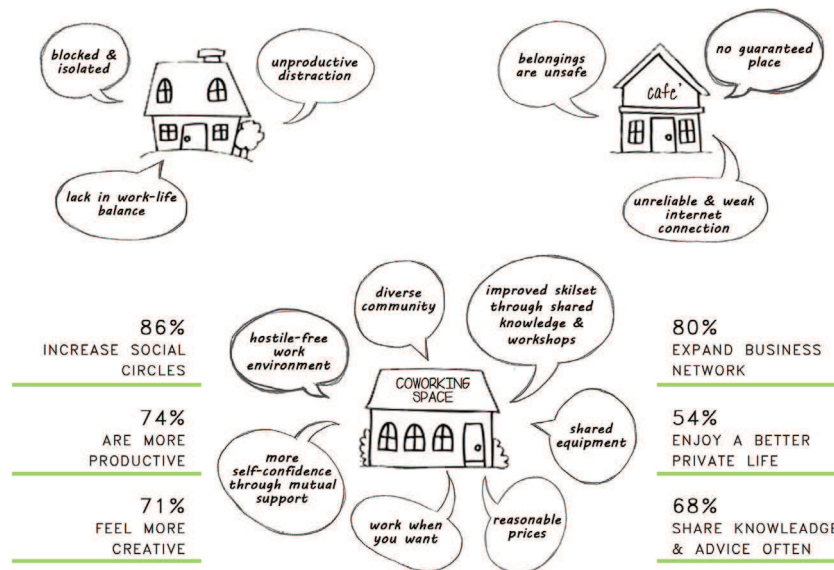 blocked &
isolated
unproductive
distraction
lack in work-life
balance
belongings
are unsafe
no guaranteed
place
cafe'
unreliable & weak
internet
connection
86%
INCREASE SOCIAL
CIRCLES
74%
ARE MORE
PRODUCTIVE
71%
FEEL MORE
CREATIVE
diverse
community
improved skilset
through shared
knowledge &
workshops
hostile-free
work
environment
COWORKING
SPACE
shared
equipment
more
self-confidence
through mutual
support
work when
you want
reasonable
prices
80%
EXPAND BUSINESS
NETWORK
54%
ENJOY A BETTER
PRIVATE LIFE
68%
SHARE KNOWLEADGE
& ADVICE OFTEN